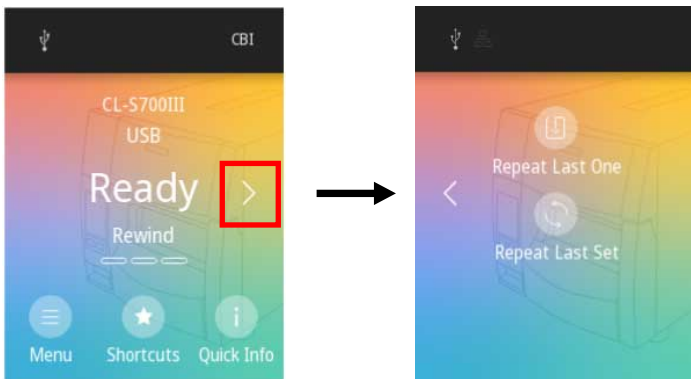 CBI
CL-S700III
USB
Ready
Rewind
Menu Shortcuts Quick Info
Repeat Last One
Repeat Last Set